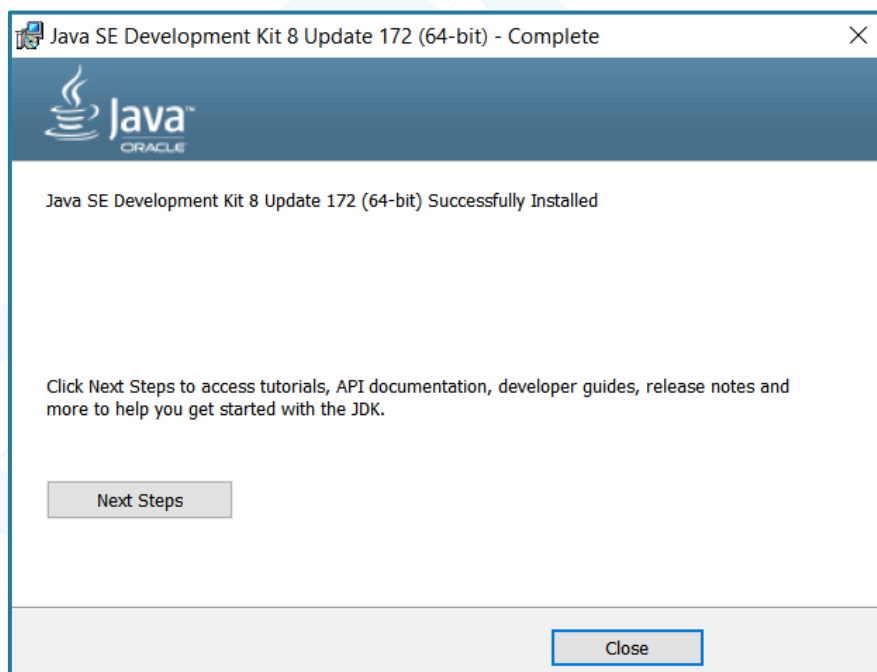 Java SE Development Kit 8 Update 172 (64-bit) - Complete
Java™
ORACLE
Java SE Development Kit 8 Update 172 (64-bit) Successfully Installed
Click Next Steps to access tutorials, API documentation, developer guides, release notes and
more to help you get started with the JDK.
Next Steps
Close